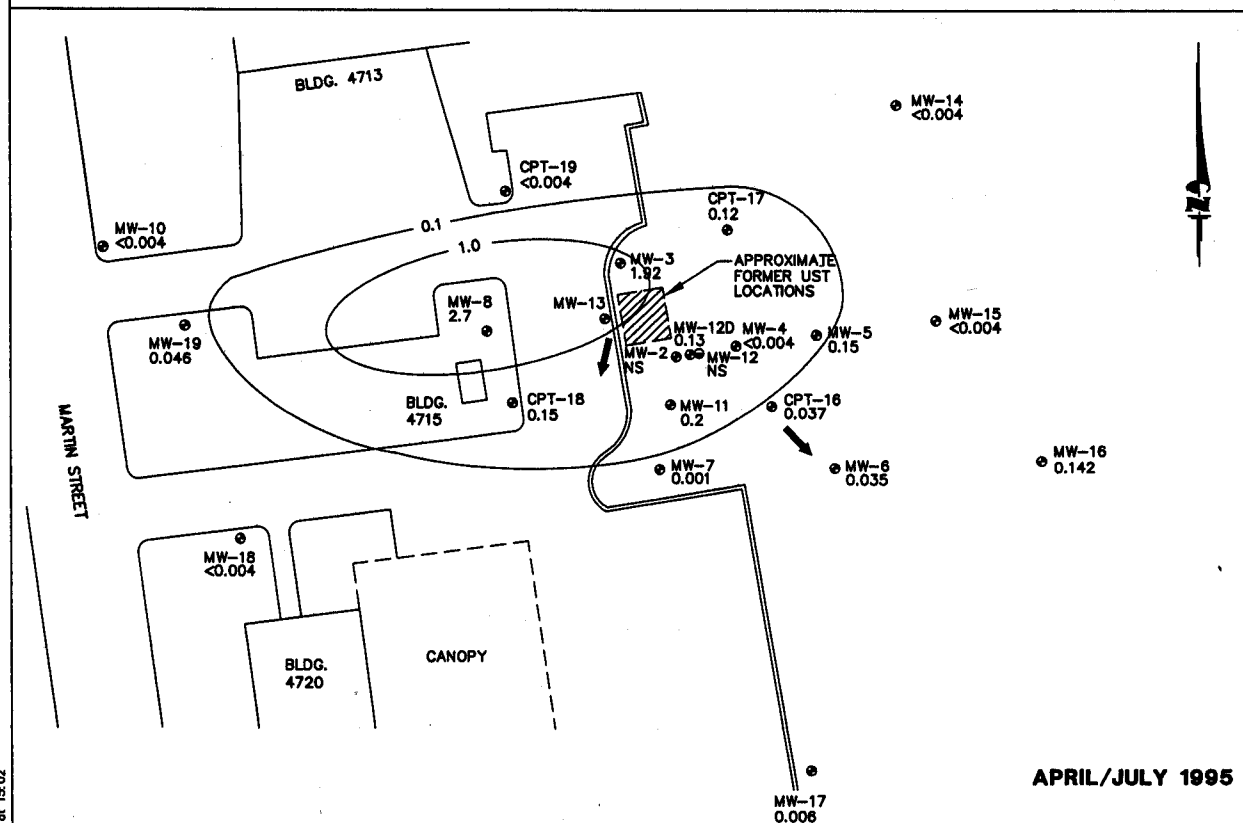 BLDG. 4713
MW-14
<0.004
CPT-19
<0.004
N
MW-10
<0.004
CPT-17
0.12
0.1
1.0
MW-3
1.92
APPROXIMATE
FORMER UST
LOCATIONS
MW-8
2.7
MW-13
MW-19
0.046
MW-12D
0.13
MW-4
<0.004
MW-5
0.15
MW-15
<0.004
MW-2
NS
MW-12
NS
BLDG.
4715
CPT-18
0.15
MW-11
0.2
CPT-16
0.037
MARTIN STREET
MW-7
0.001
MW-6
0.035
MW-16
0.142
MW-18
<0.004
BLDG.
4720
CANOPY
APRIL/JULY 1995
MW-17
0.006